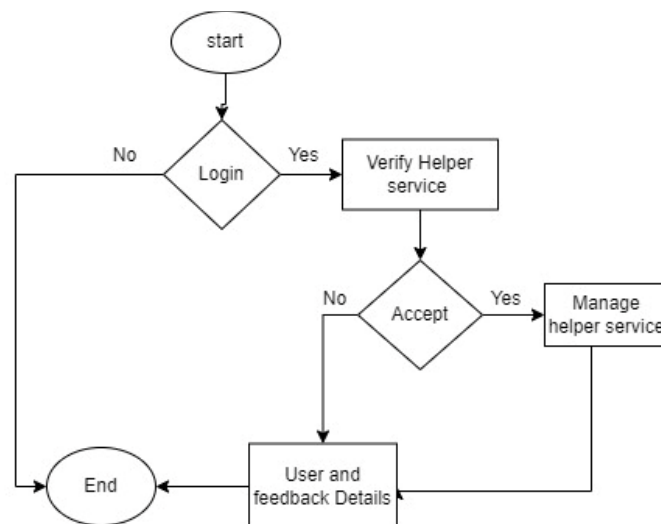 start
No
Login
Yes
Verify Helper
service
No
Accept
Yes
Manage
helper service
End
User and
feedback Details